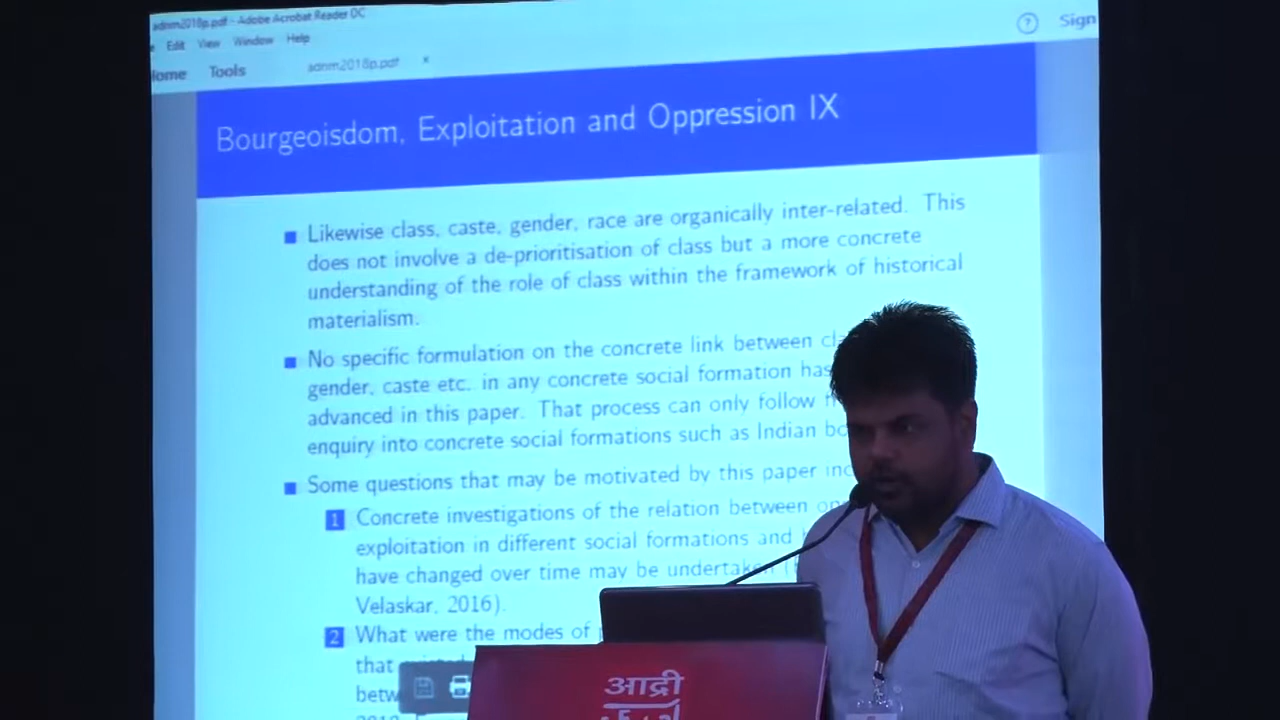 adnm2018p.pdf - Adobe Acrobat Reader DC
Edit View Window Help
Home Tools adnm2018p.pdf × ? Sign
Bourgeoisdom, Exploitation and Oppression IX
Likewise class, caste, gender, race are organically inter-related. This
does not involve a de-prioritisation of class but a more concrete
understanding of the role of class within the framework of historical
materialism.
No specific formulation on the concrete link between
gender, caste etc. in any concrete social formation has
advanced in this paper. That process can only follow
enquiry into concrete social formations such as Indian
Some questions that may be motivated by this paper
1 Concrete investigations of the relation between
exploitation in different social formations and
have changed over time may be undertaken
Velaskar, 2016).
2 What were the modes of
that
आद्री